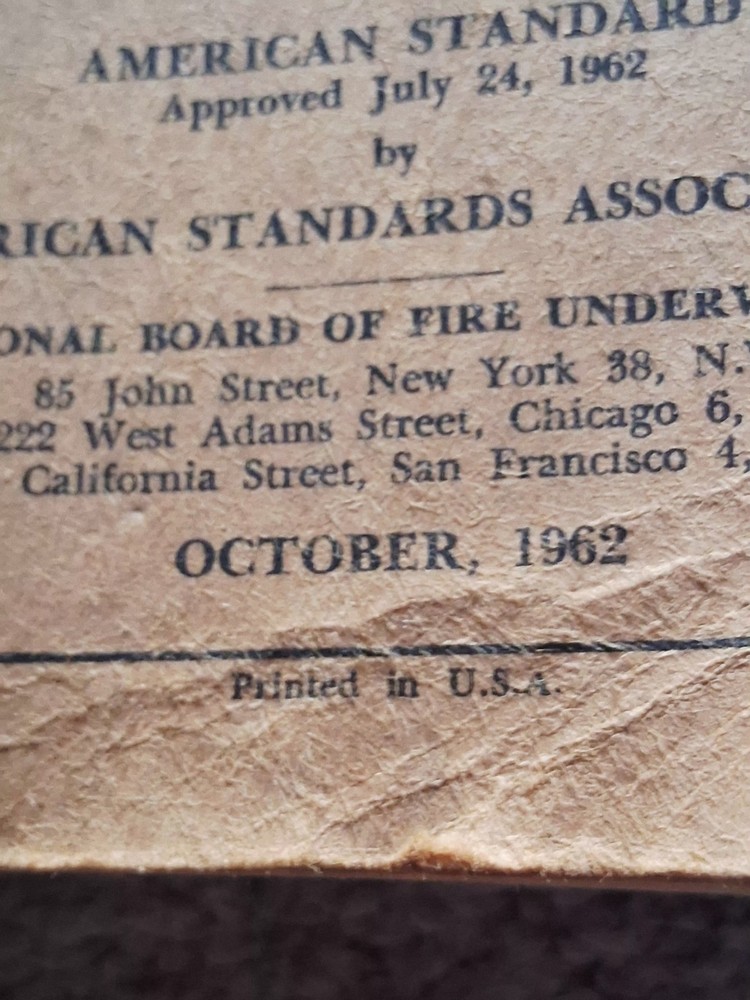 AMERICAN STANDARD
Approved July 24, 1962
by
RICAN STANDARDS ASSOC
ONAL BOARD OF FIRE UNDERW
85 John Street, New York 38, N.Y
222 West Adams Street, Chicago 6,
California Street, San Francisco 4,
OCTOBER, 1962
Printed in U.S.A.